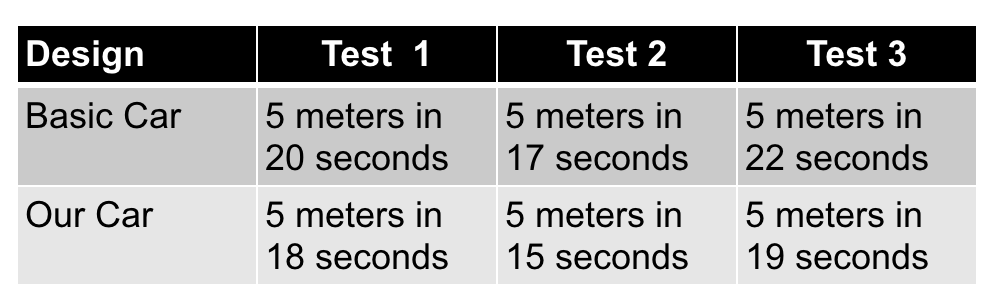 Design Test 1 Test 2 Test 3
Basic Car 5 meters in 5 meters in 5 meters in
20 seconds 17 seconds 22 seconds
Our Car 5 meters in 5 meters in 5 meters in
18 seconds 15 seconds 19 seconds